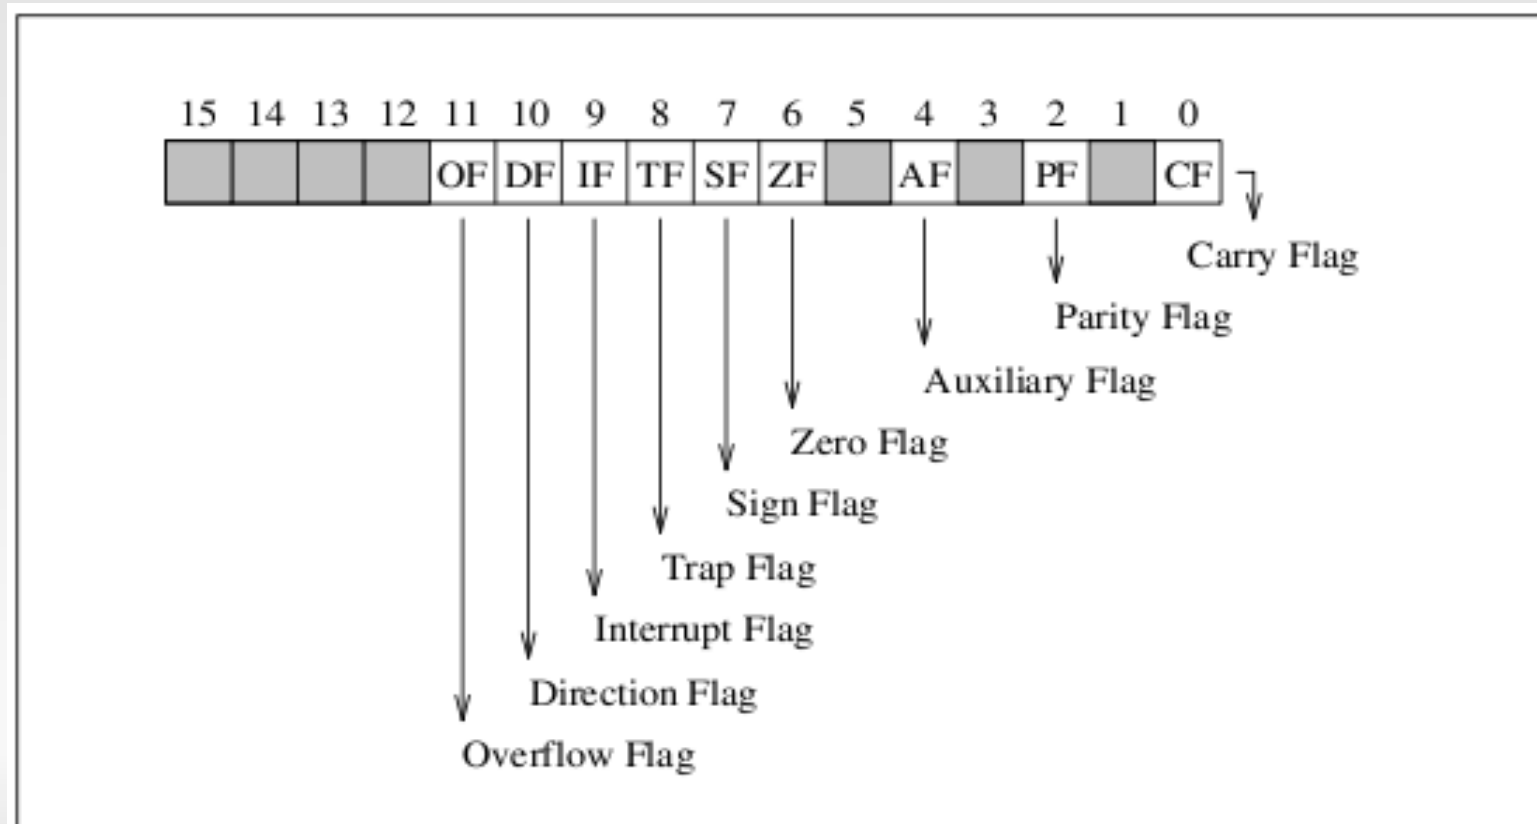 15 14 13 12 11 10 9 8 7 6 5 4 3 2 1 0
OF DF IF TF SF ZF AF PF CF
Carry Flag
Parity Flag
Auxiliary Flag
Zero Flag
Sign Flag
Trap Flag
Interrupt Flag
Direction Flag
Overflow Flag